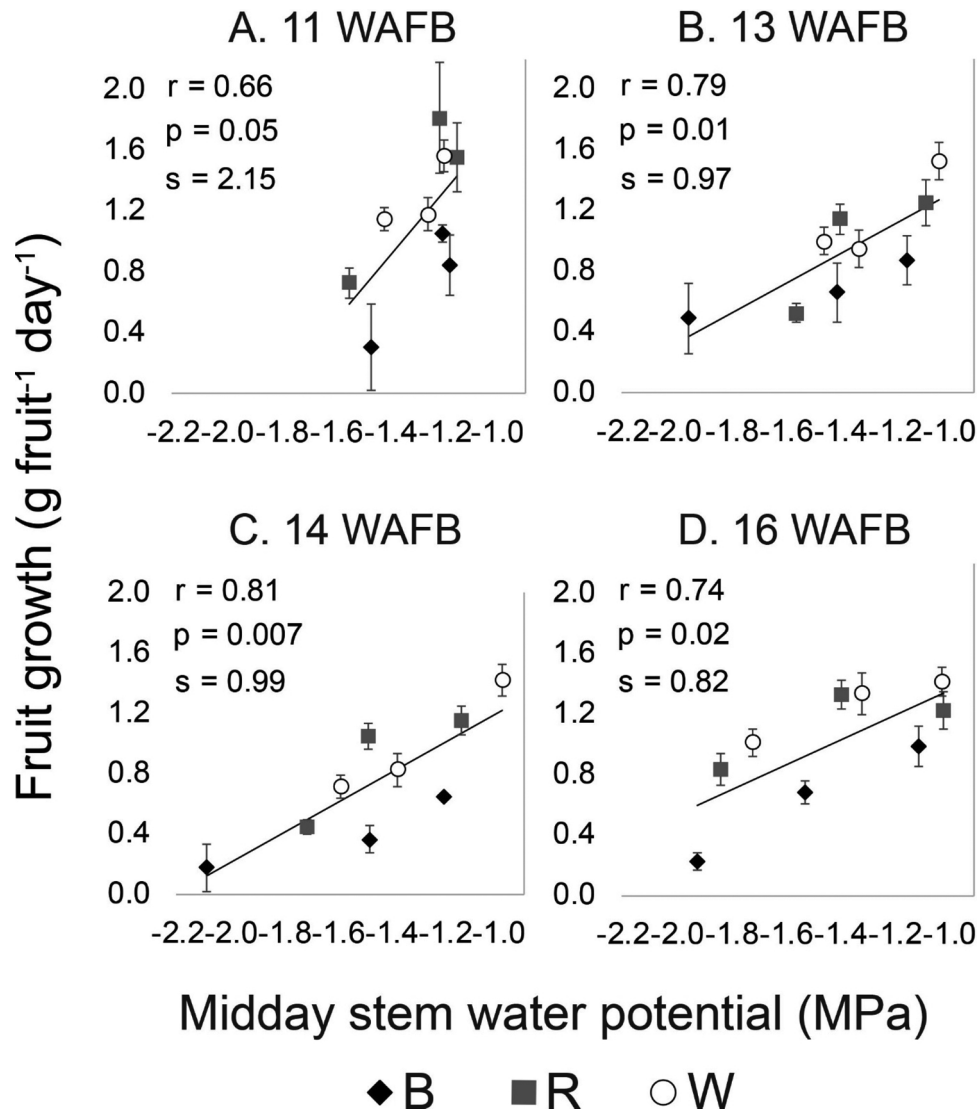 A. 11 WAFB
r = 0.66
p = 0.05
s = 2.15
2.0
1.6
1.2
0.8
0.4
0.0
-2.2-2.0-1.8-1.6-1.4-1.2-1.0
B. 13 WAFB
r = 0.79
p = 0.01
s = 0.97
2.0
1.6
1.2
0.8
0.4
0.0
-2.2-2.0-1.8-1.6-1.4-1.2-1.0
C. 14 WAFB
r = 0.81
p = 0.007
s = 0.99
2.0
1.6
1.2
0.8
0.4
0.0
-2.2-2.0-1.8-1.6-1.4-1.2-1.0
D. 16 WAFB
r = 0.74
p = 0.02
s = 0.82
2.0
1.6
1.2
0.8
0.4
0.0
-2.2-2.0-1.8-1.6-1.4-1.2-1.0
Fruit growth (g fruit⁻¹ day⁻¹)
Midday stem water potential (MPa)
B R W